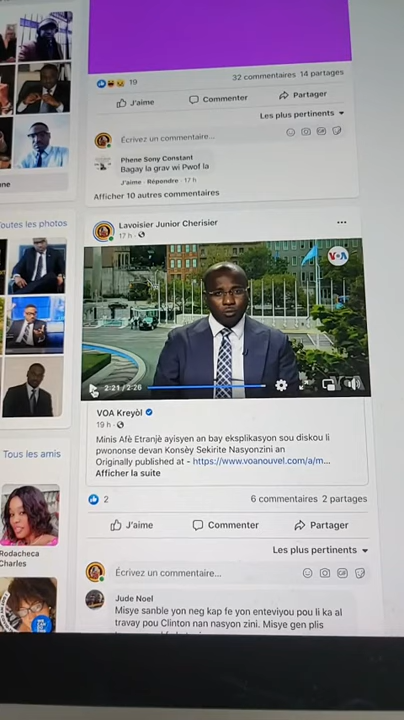 19
32 commentaires 14 partages
J'aime
Commenter
Partager
Les plus pertinents
Écrivez un commentaire...
Phene Sony Constant
Bagay la grav wi Pwof la
J'aime · Répondre · 17 h
Afficher 10 autres commentaires
Toutes les photos
Lavoisier Junior Cherisier
17 h
VOA
2:21 / 2:26
VOA Kreyòl
19 h
Minis Afè Etranjè ayisyen an bay eksplikasyon sou diskou li
pwononse devan Konsèy Sekirite Nasyonzini an
Originally published at - https://www.voanouvel.com/a/m...
Afficher la suite
Tous les amis
2
6 commentaires 2 partages
J'aime
Commenter
Partager
Les plus pertinents
Écrivez un commentaire...
Rodacheca
Charles
Jude Noel
Misye sanble yon neg kap fe yon enteviyou pou li ka al
travay pou Clinton nan nasyon zini. Misye gen plis